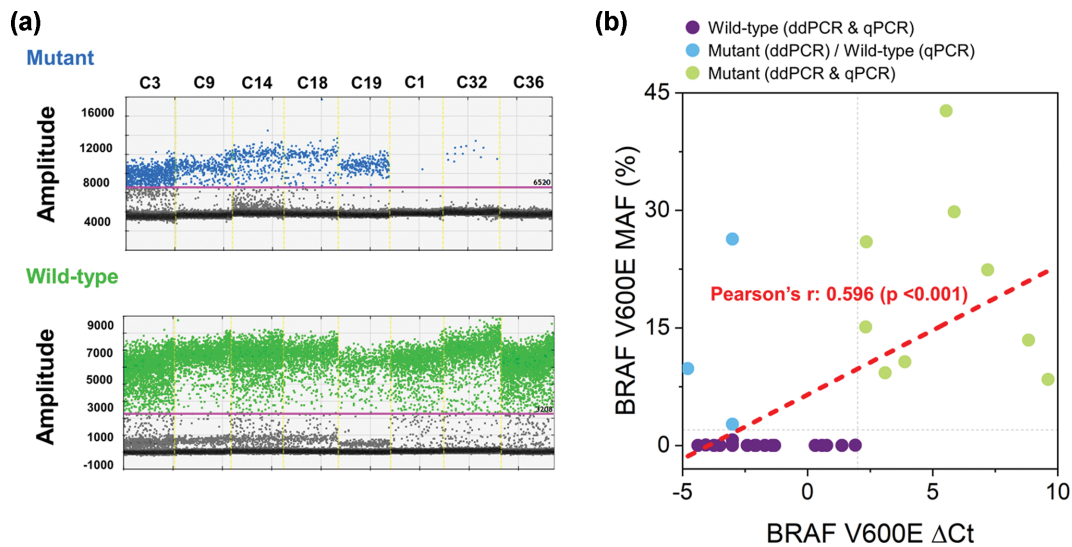 (a)
Mutant
C3 C9 C14 C18 C19 C1 C32 C36
Amplitude
16000
12000
8000
4000
6520
Wild-type
Amplitude
9000
7000
5000
3000
1000
-1000
3208
(b)
Wild-type (ddPCR & qPCR)
Mutant (ddPCR) / Wild-type (qPCR)
Mutant (ddPCR & qPCR)
BRAF V600E MAF (%)
45
30
15
0
Pearson's r: 0.596 (p <0.001)
-5 0 5 10
BRAF V600E ΔCt